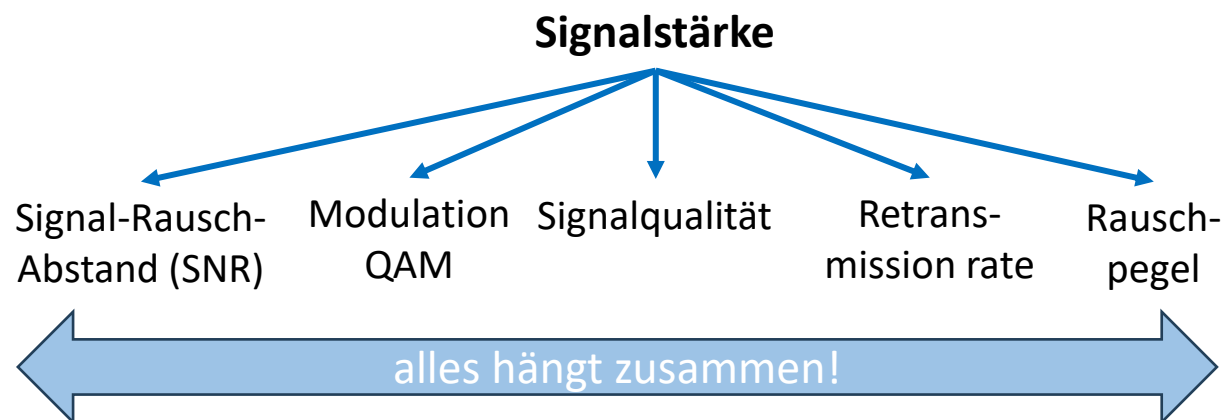 Signalstärke
Signal-Rausch-
Abstand (SNR)
Modulation
QAM
Signalqualität
Retrans-
mission rate
Rausch-
pegel
alles hängt zusammen!